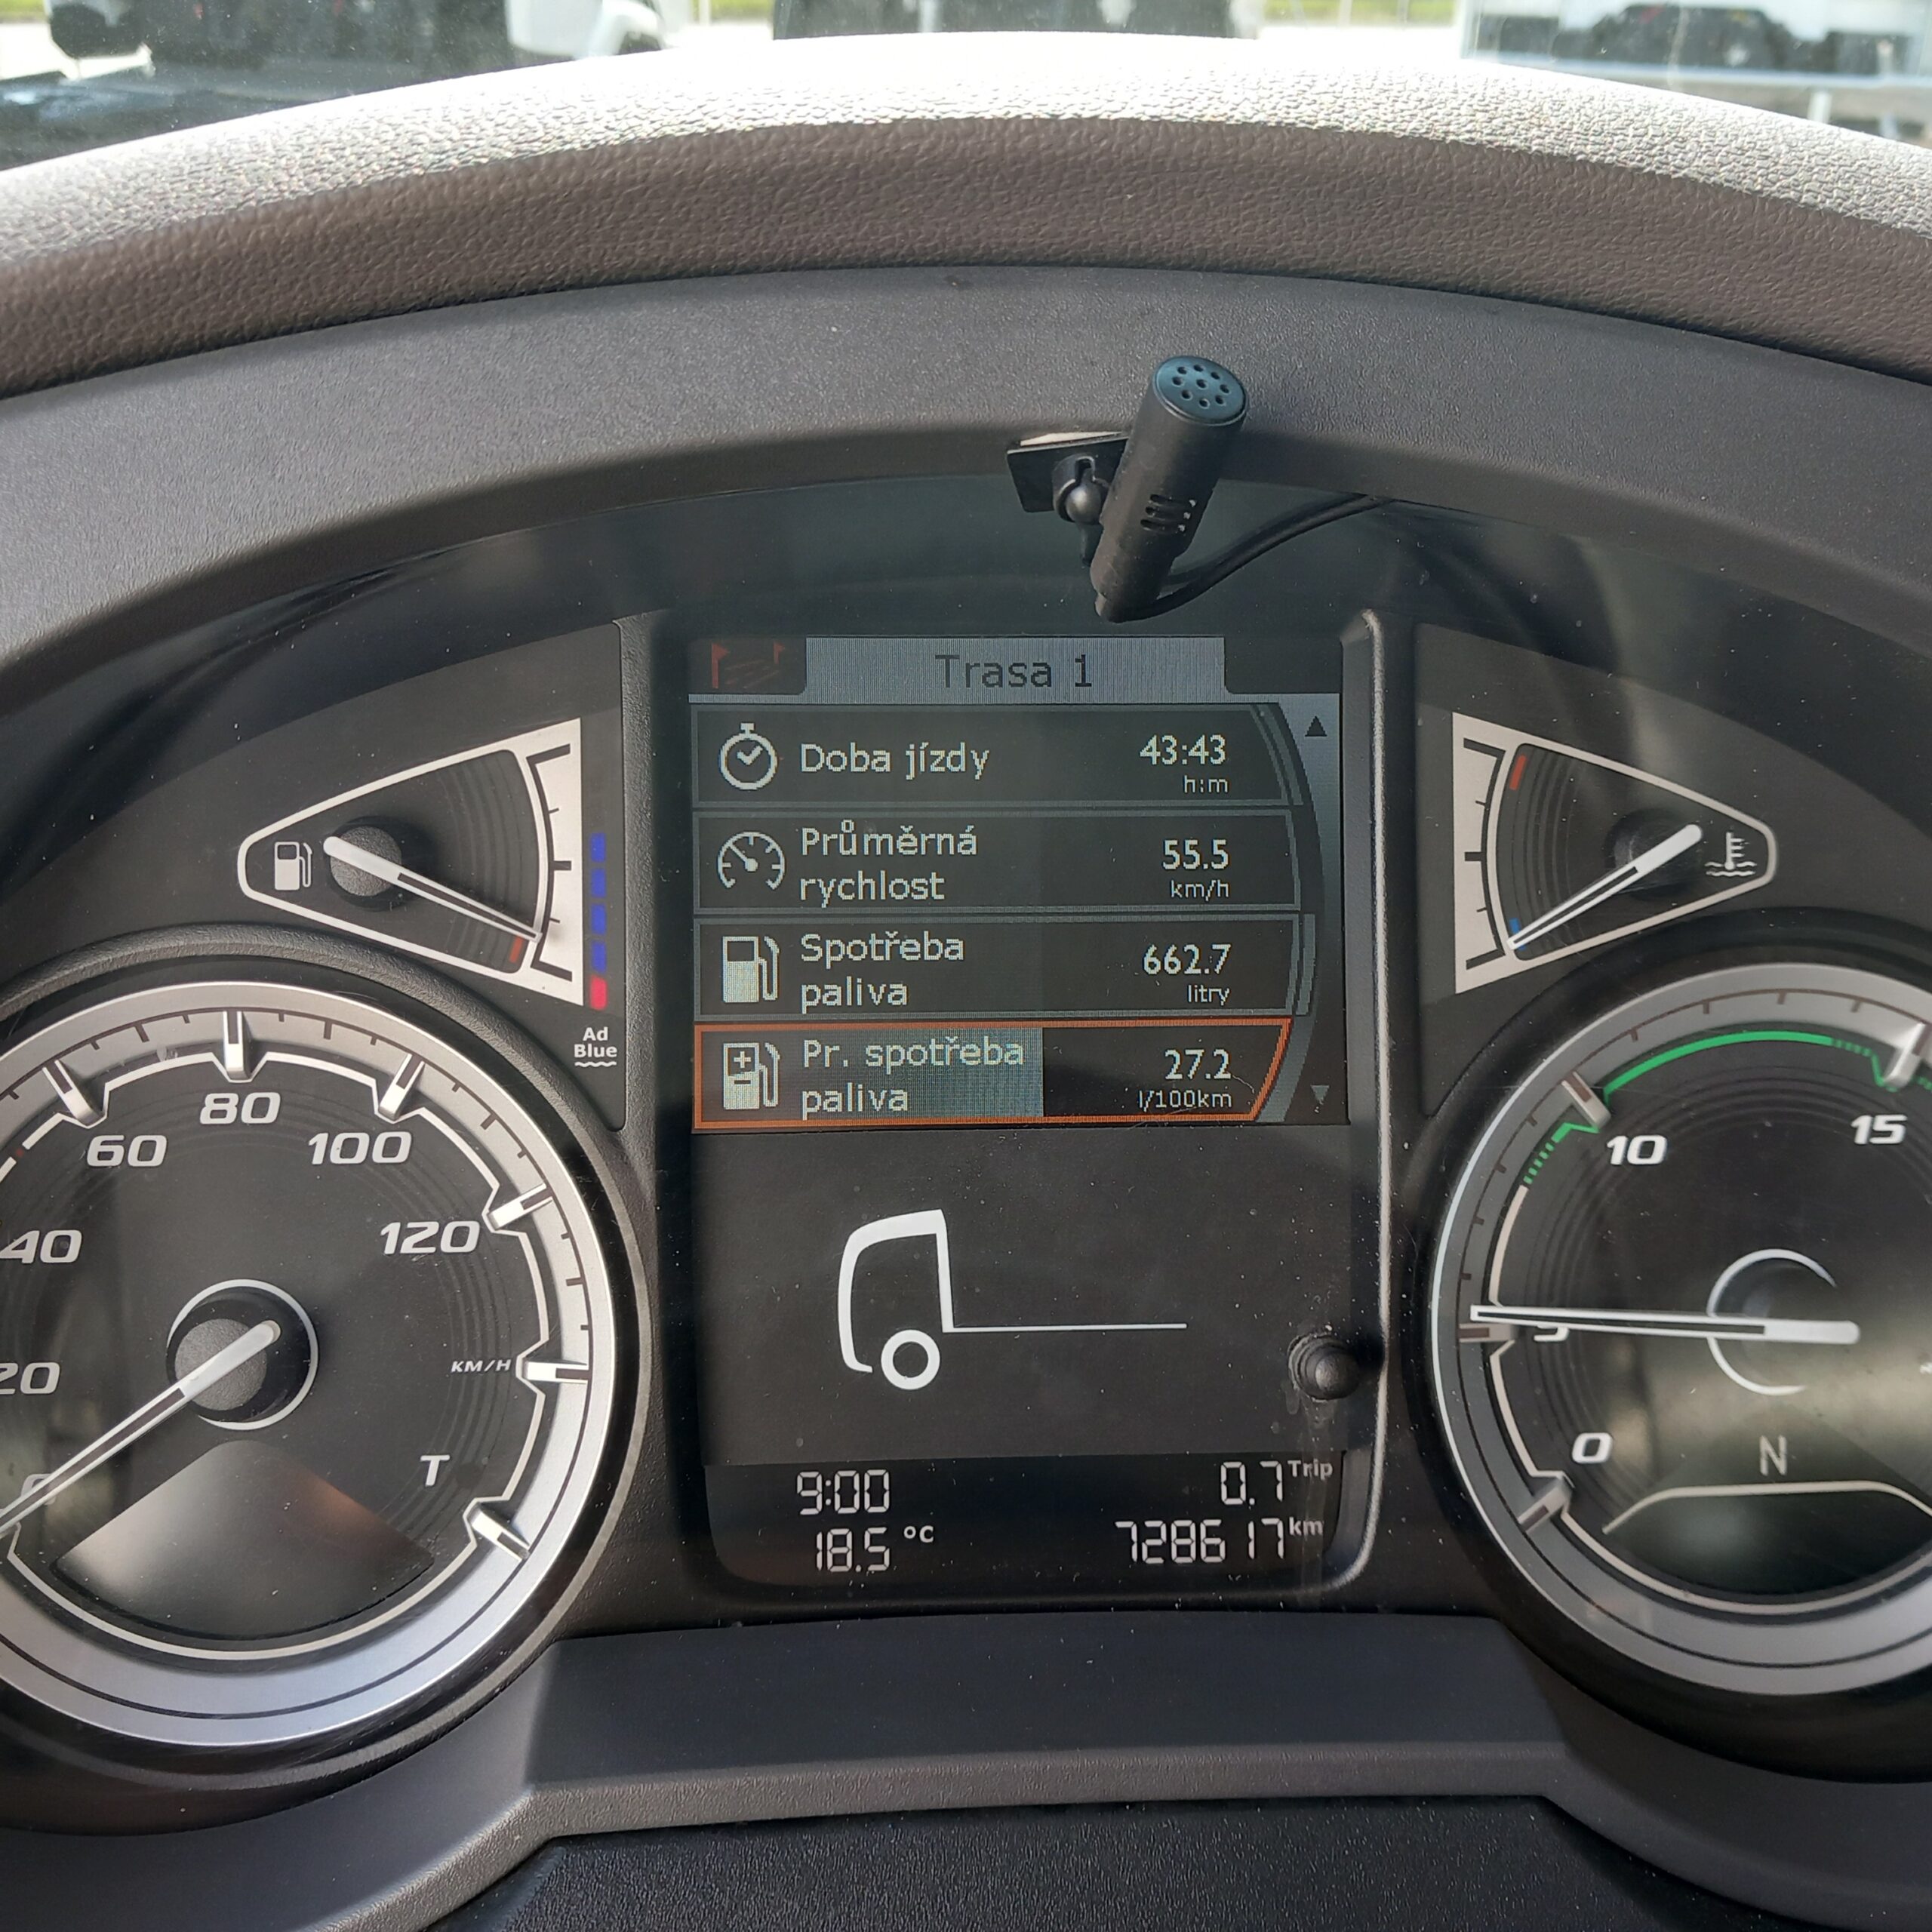 Trasa 1
Doba jízdy
43:43
h:m
Průměrná
rychlost
55.5
km/h
Spotřeba
paliva
662.7
litry
Pr. spotřeba
paliva
27.2
l/100km
Ad
Blue
0
20
40
60
80
100
120
KM/H
T
0
5
10
15
N
9:00
0.7 Trip
18.5 °C
728617 km